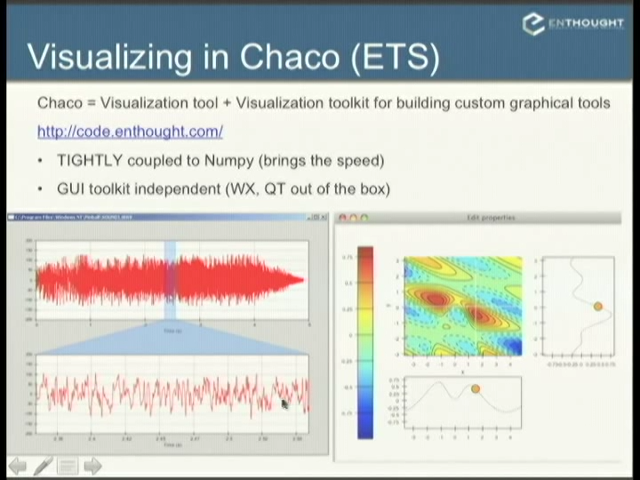 ENTHOUGHT
Visualizing in Chaco (ETS)
Chaco = Visualization tool + Visualization toolkit for building custom graphical tools
http://code.enthought.com/
• TIGHTLY coupled to Numpy (brings the speed)
• GUI toolkit independent (WX, QT out of the box)
Edit properties